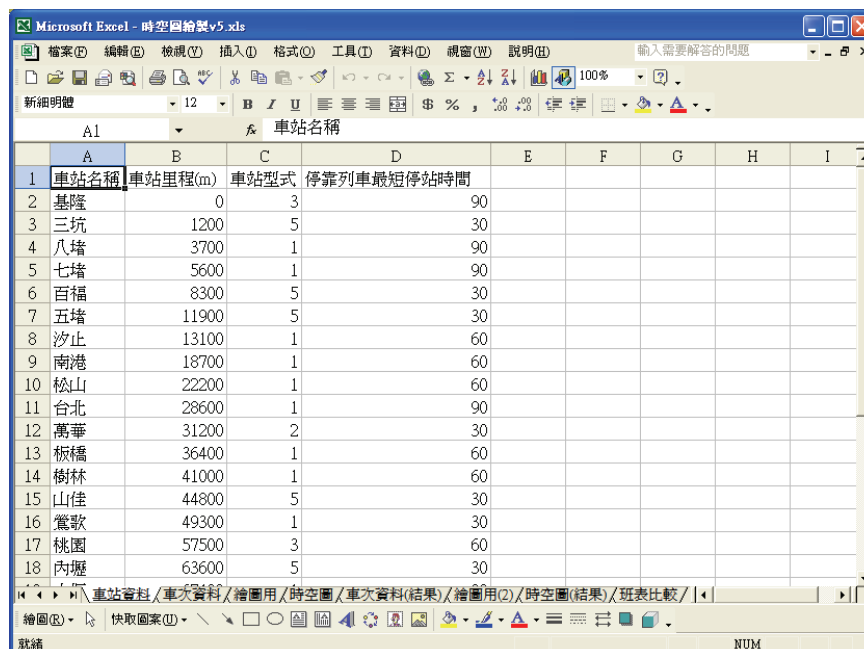 Microsoft Excel - 時空圖繪製v5.xls
檔案(F) 編輯(E) 檢視(V) 插入(I) 格式(O) 工具(T) 資料(D) 視窗(W) 說明(H) 輸入需要解答的問題
100%
新細明體 12 B I U $ % ,
A1 fx 車站名稱
A B C D E F G H I
1 車站名稱 車站里程(m) 車站型式 停靠列車最短停站時間
2 基隆 0 3 90
3 三坑 1200 5 30
4 八堵 3700 1 90
5 七堵 5600 1 90
6 百福 8300 5 30
7 五堵 11900 5 30
8 汐止 13100 1 60
9 南港 18700 1 60
10 松山 22200 1 60
11 台北 28600 1 90
12 萬華 31200 2 30
13 板橋 36400 1 60
14 樹林 41000 1 60
15 山佳 44800 5 30
16 鶯歌 49300 1 30
17 桃園 57500 3 60
18 內壢 63600 5 30
車站資料 / 車次資料 / 繪圖用 / 時空圖 / 車次資料(結果) / 繪圖用(2) / 時空圖(結果) / 班表比較
繪圖(R) 快取圖案(U)
就緒 NUM